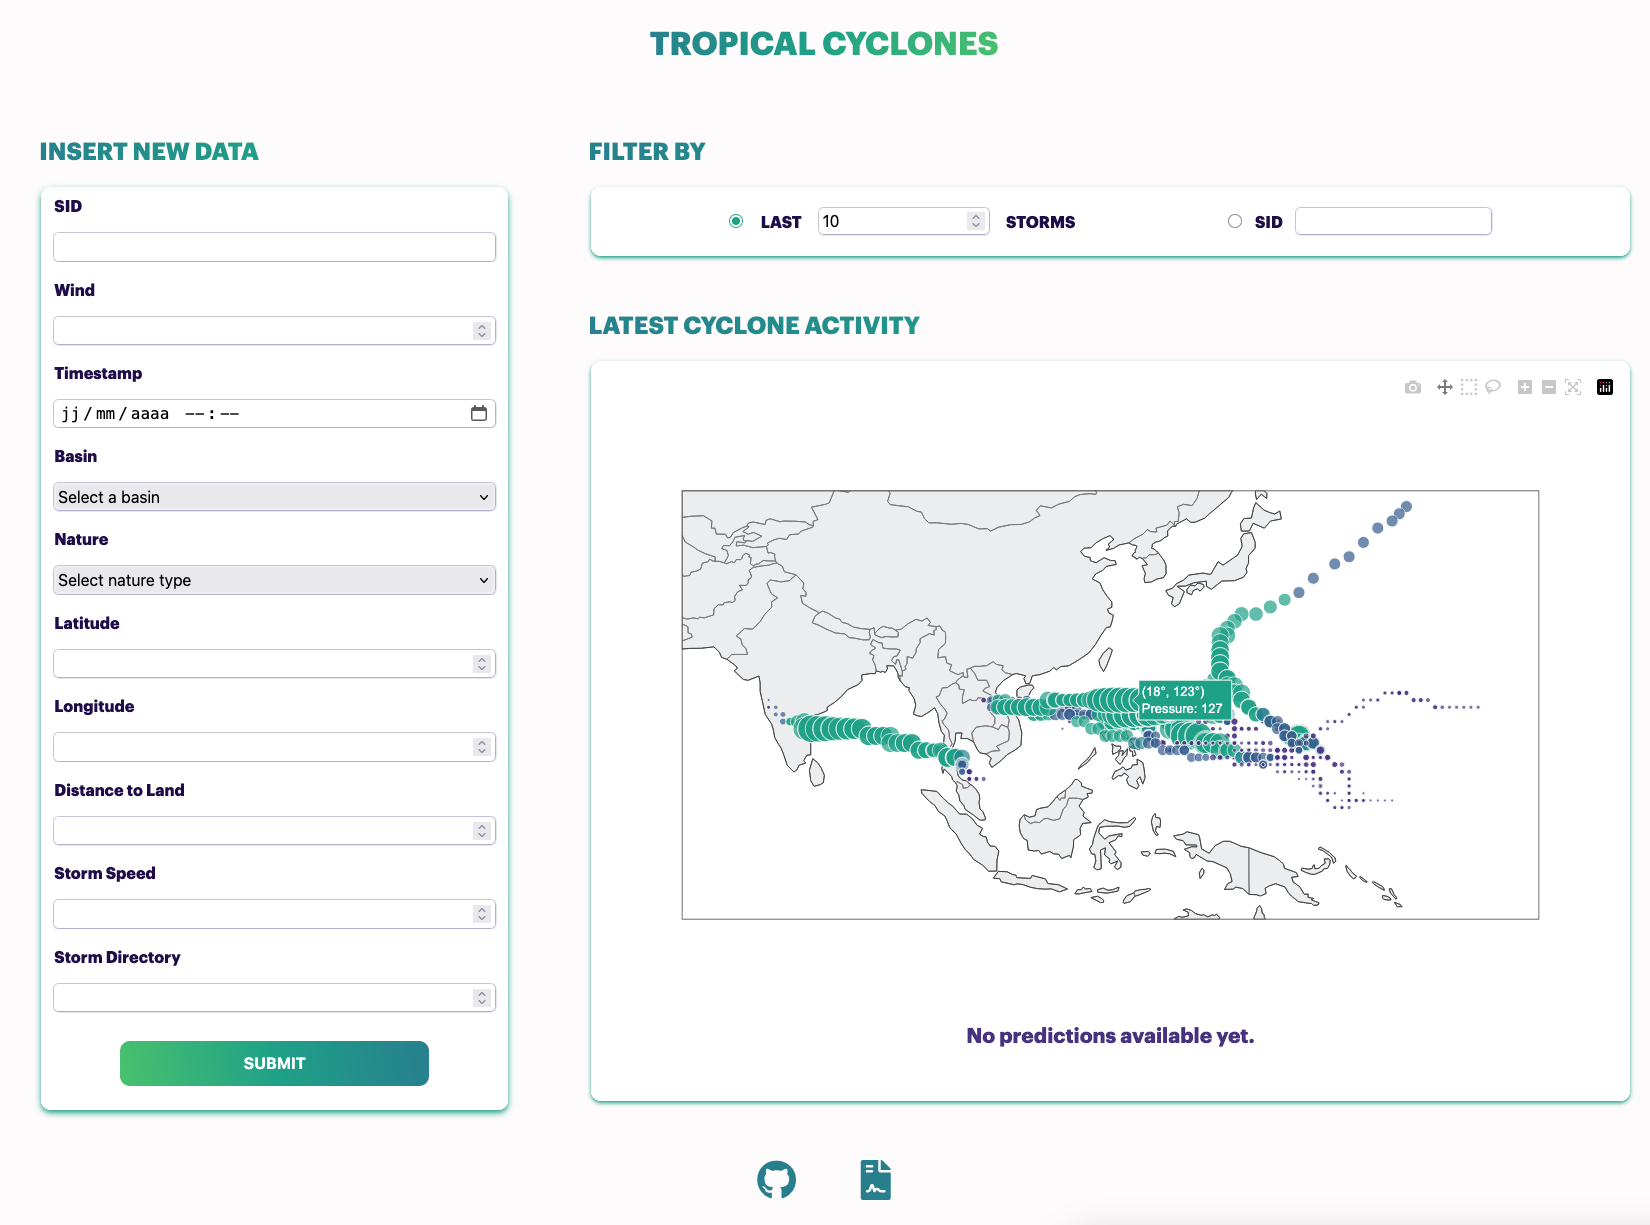 TROPICAL CYCLONES
INSERT NEW DATA
SID
Wind
Timestamp
jj/mm/aaaa --:--
Basin
Select a basin
Nature
Select nature type
Latitude
Longitude
Distance to Land
Storm Speed
Storm Directory
SUBMIT
FILTER BY
LAST 10 STORMS SID
LATEST CYCLONE ACTIVITY
(18°, 123°)
Pressure: 127
No predictions available yet.